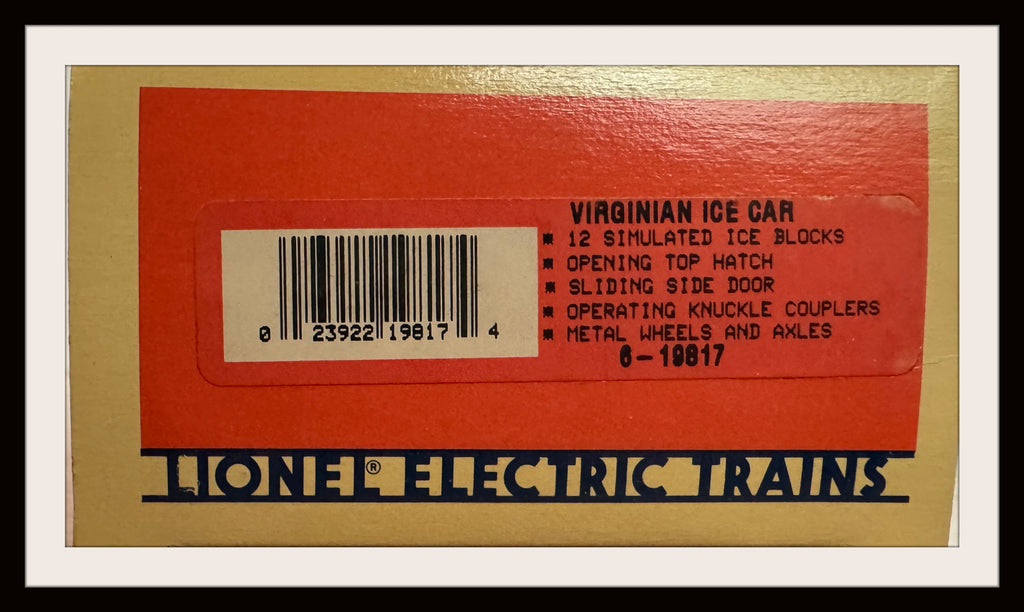 VIRGINIAN ICE CAR
▪ 12 SIMULATED ICE BLOCKS
▪ OPENING TOP HATCH
▪ SLIDING SIDE DOOR
▪ OPERATING KNUCKLE COUPLERS
▪ METAL WHEELS AND AXLES
6-19817
0 23922 19817 4
LIONEL® ELECTRIC TRAINS